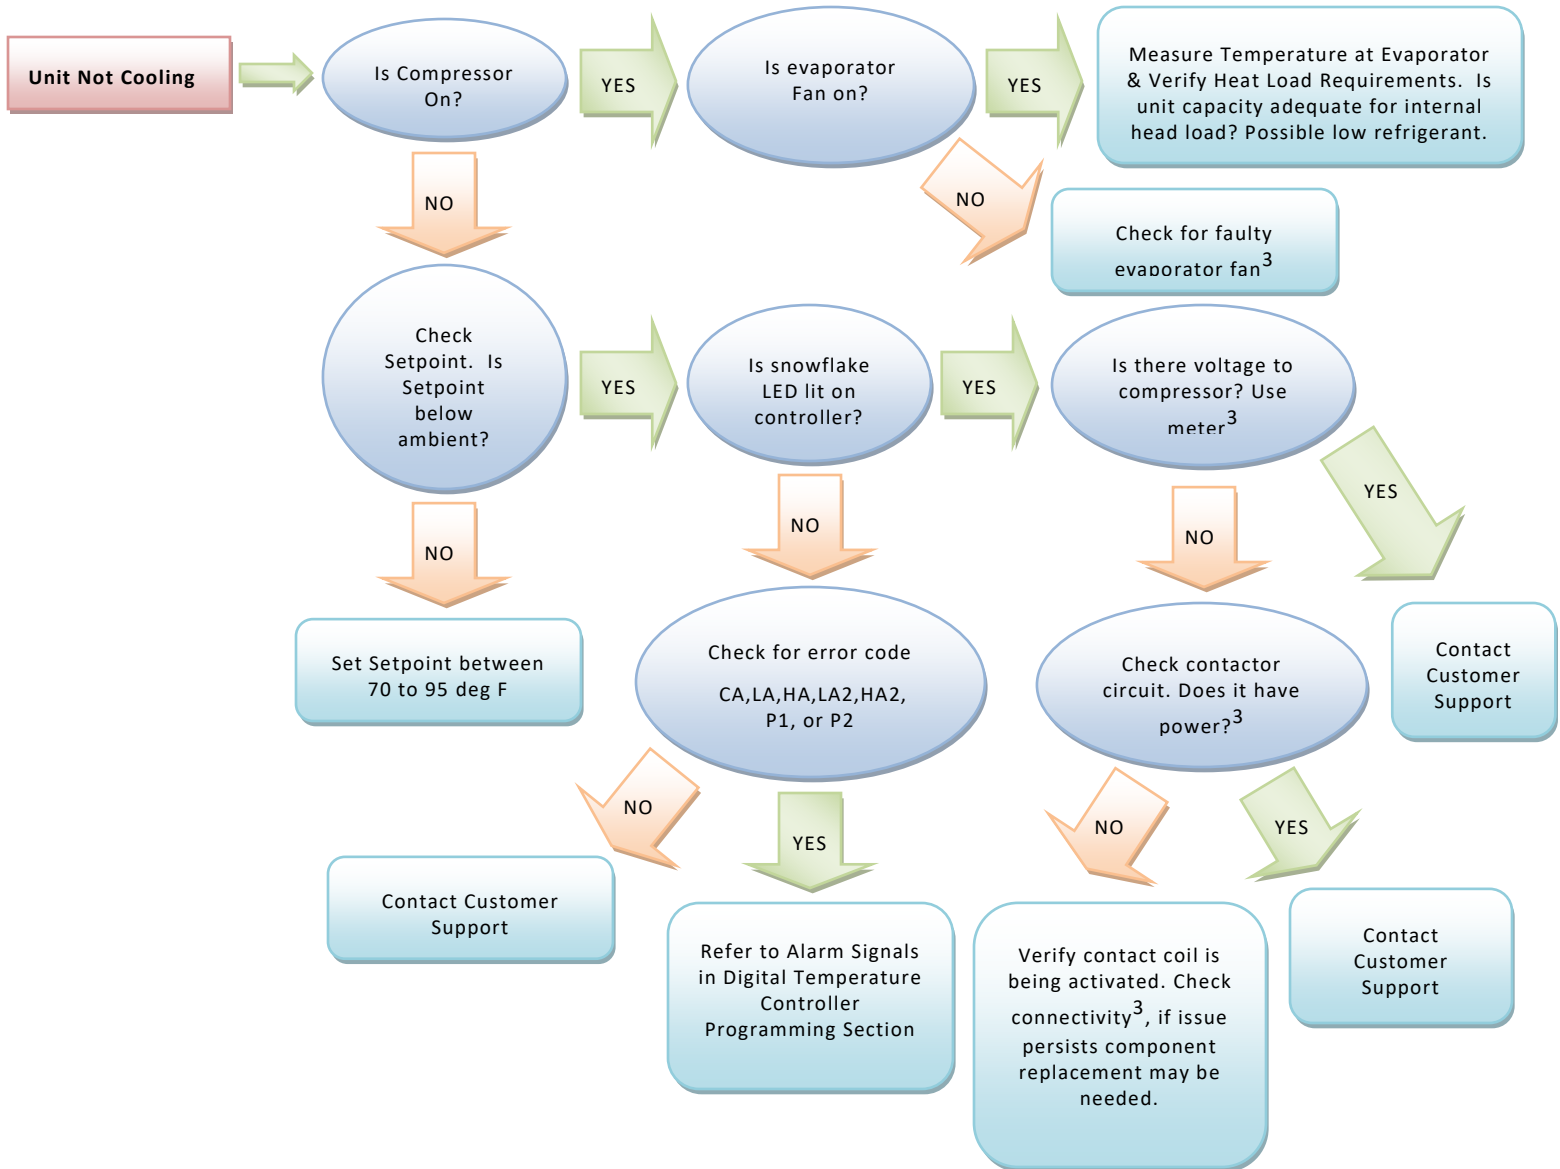 Unit Not Cooling
Is Compressor
On?
YES
Is evaporator
Fan on?
YES
Measure Temperature at Evaporator
& Verify Heat Load Requirements. Is
unit capacity adequate for internal
head load? Possible low refrigerant.
NO
NO
Check for faulty
evaporator fan3
Check
Setpoint. Is
Setpoint
below
ambient?
YES
Is snowflake
LED lit on
controller?
YES
Is there voltage to
compressor? Use
meter3
YES
NO
NO
NO
Set Setpoint between
70 to 95 deg F
Check for error code
CA,LA,HA,LA2,HA2,
P1, or P2
Check contactor
circuit. Does it have
power?3
Contact
Customer
Support
NO
YES
NO
YES
Contact Customer
Support
Refer to Alarm Signals
in Digital Temperature
Controller
Programming Section
Verify contact coil is
being activated. Check
connectivity3, if issue
persists component
replacement may be
needed.
Contact
Customer
Support